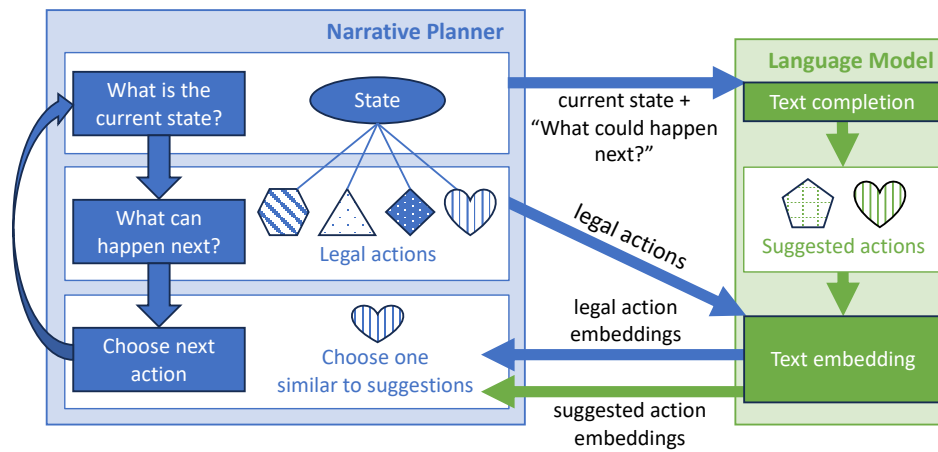 Narrative Planner
What is the
current state?
State
What can
happen next?
Legal actions
Choose next
action
Choose one
similar to suggestions
current state +
“What could happen
next?”
legal actions
legal action
embeddings
suggested action
embeddings
Language Model
Text completion
Suggested actions
Text embedding